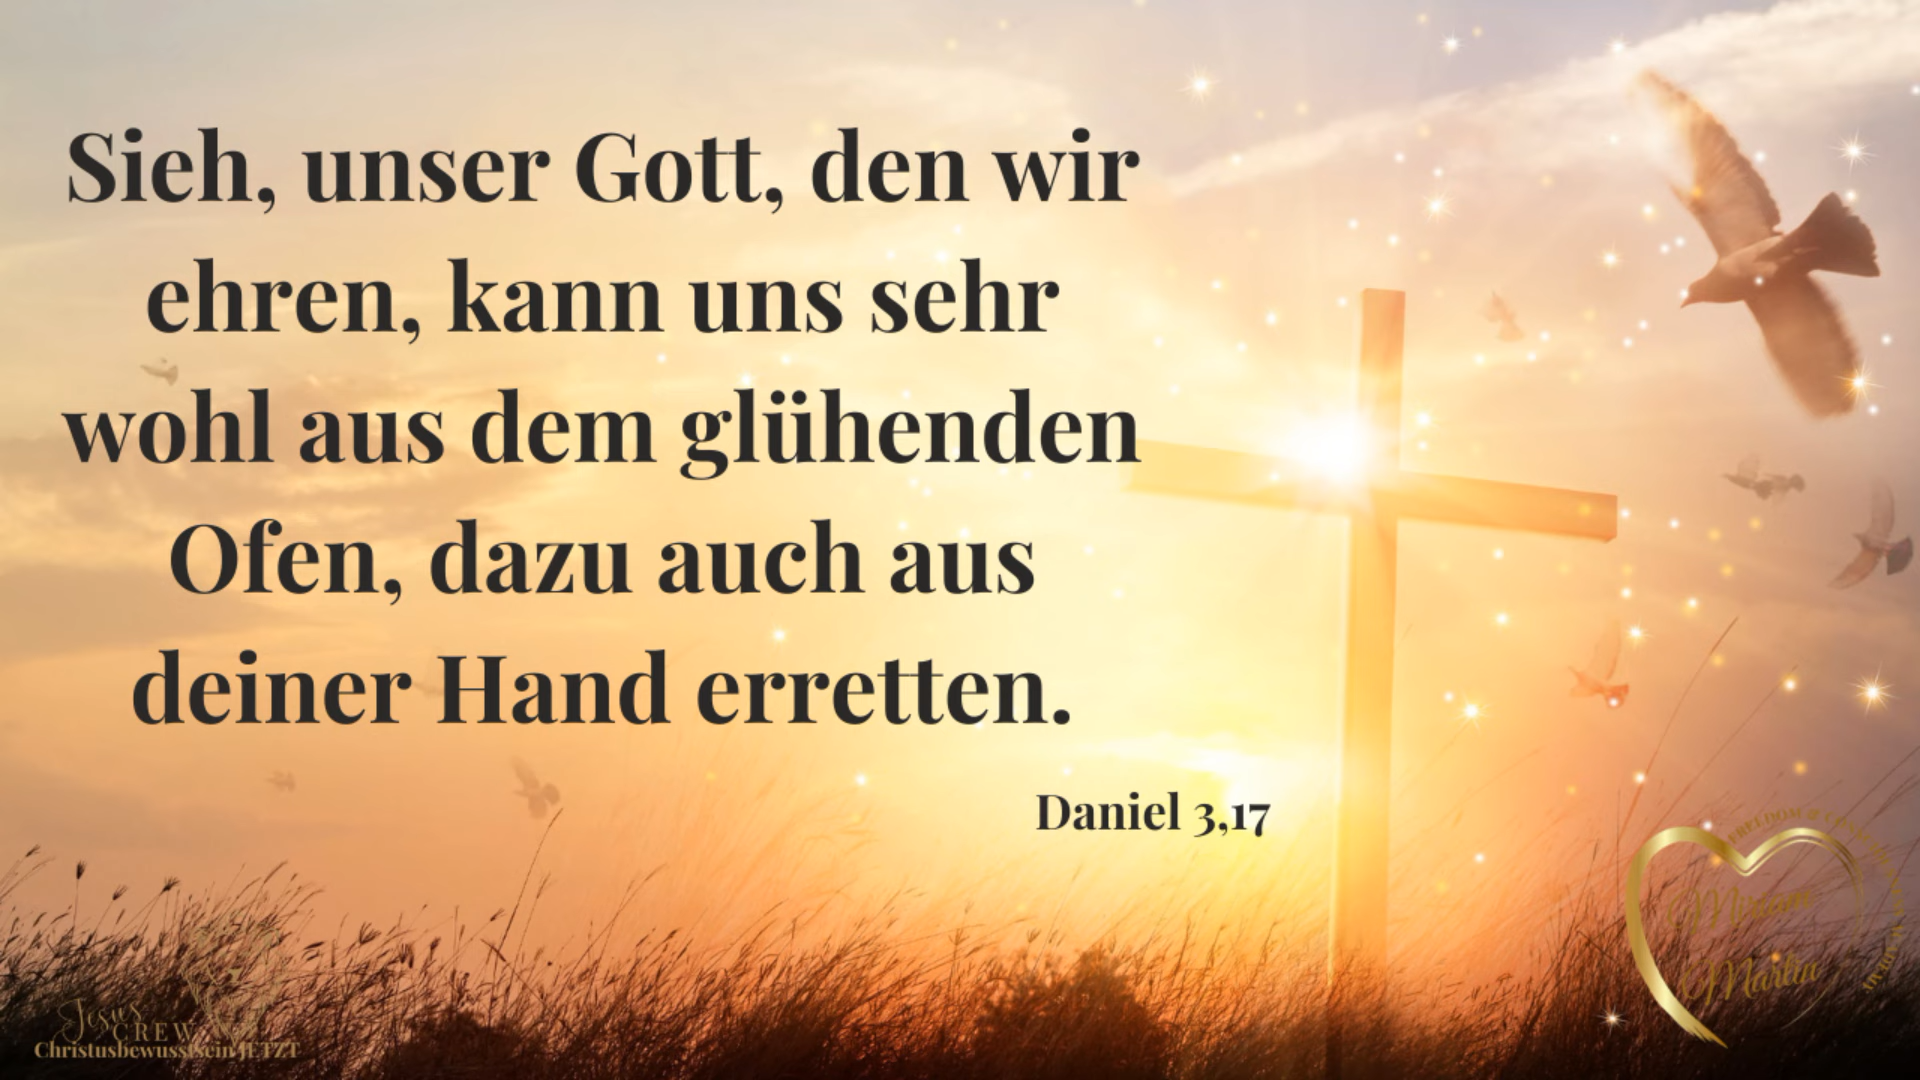 Sieh, unser Gott, den wir
ehren, kann uns sehr
wohl aus dem glühenden
Ofen, dazu auch aus
deiner Hand erretten.
Daniel 3,17
Miriam
Martin
Jesus
CREW
Christusbewusstsein JETZT